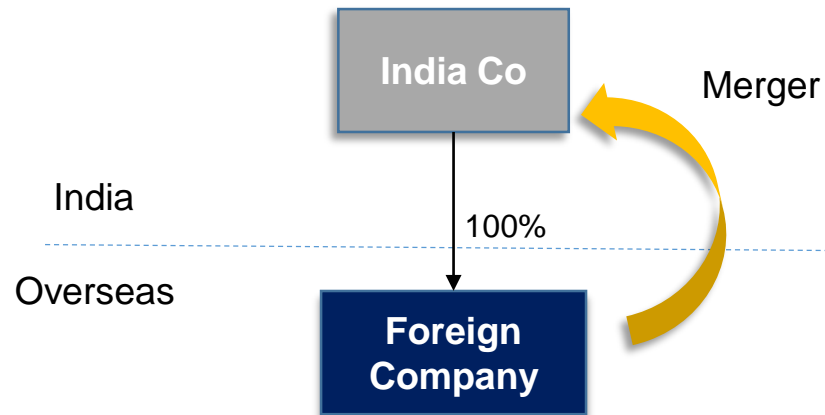 India Co
Merger
India
100%
Overseas
Foreign
Company